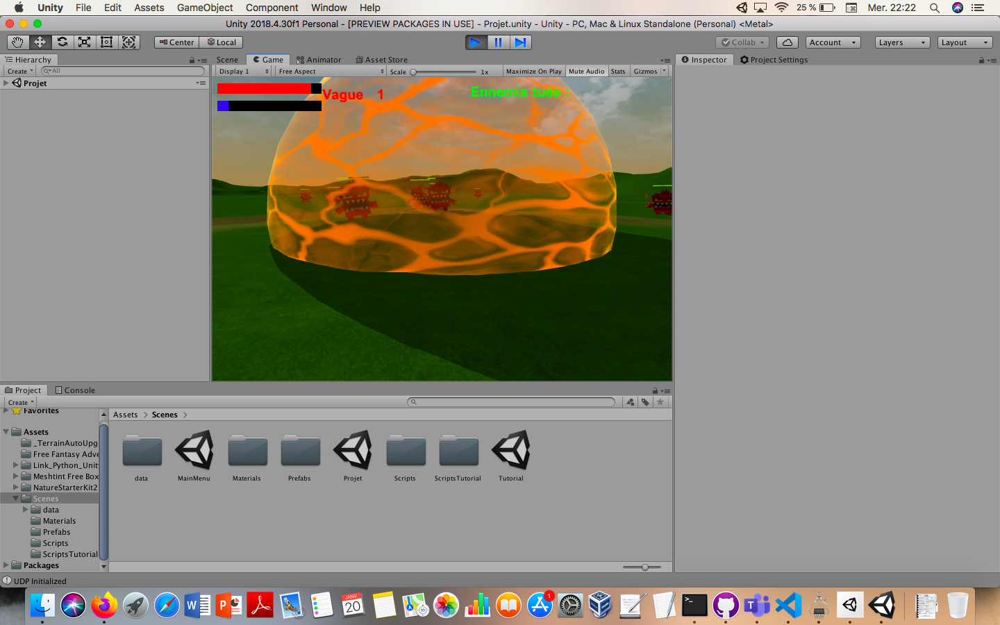 Unity File Edit Assets GameObject Component Window Help 25 % Mer. 22:22
Unity 2018.4.30f1 Personal - [PREVIEW PACKAGES IN USE] - Projet.unity - Unity - PC, Mac & Linux Standalone (Personal) <Metal>
Center Local Collab Account Layers Layout
Hierarchy Scene Game Animator Asset Store Inspector Project Settings
Create All Display 1 Free Aspect Scale 1x Maximize On Play Mute Audio Stats Gizmos
Projet
Vague 1 Ennemis tués :
Project Console
Create
Favorites
Assets > Scenes >
Assets
_TerrainAutoUpg
Free Fantasy Adve
Link_Python_Unit
Meshtint Free Box
NatureStarterKit2
Scenes
data
Materials
Prefabs
Scripts
ScriptsTutorial
Packages
data MainMenu Materials Prefabs Projet Scripts ScriptsTutorial Tutorial
UDP Initialized
JANV.
20
30
1